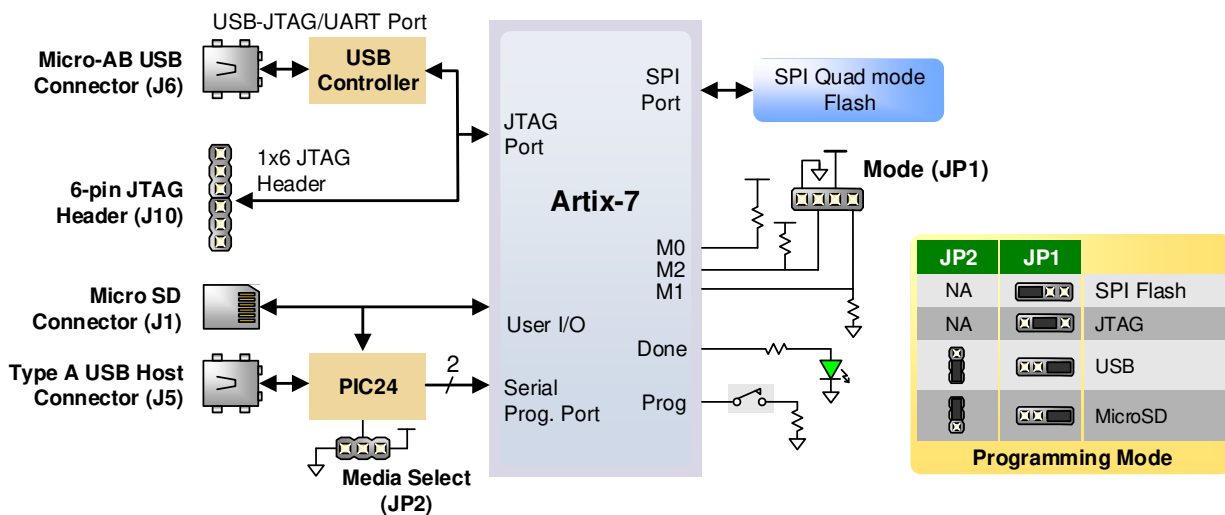 USB-JTAG/UART Port
Micro-AB USB
Connector (J6)
USB
Controller
SPI
Port
SPI Quad mode
Flash
JTAG
Port
1x6 JTAG
Header
6-pin JTAG
Header (J10)
Artix-7
Mode (JP1)
M0
M2
M1
Micro SD
Connector (J1)
User I/O
Done
Type A USB Host
Connector (J5)
PIC24
2
Serial
Prog. Port
Prog
Media Select
(JP2)
JP2 JP1
NA SPI Flash
NA JTAG
USB
MicroSD
Programming Mode